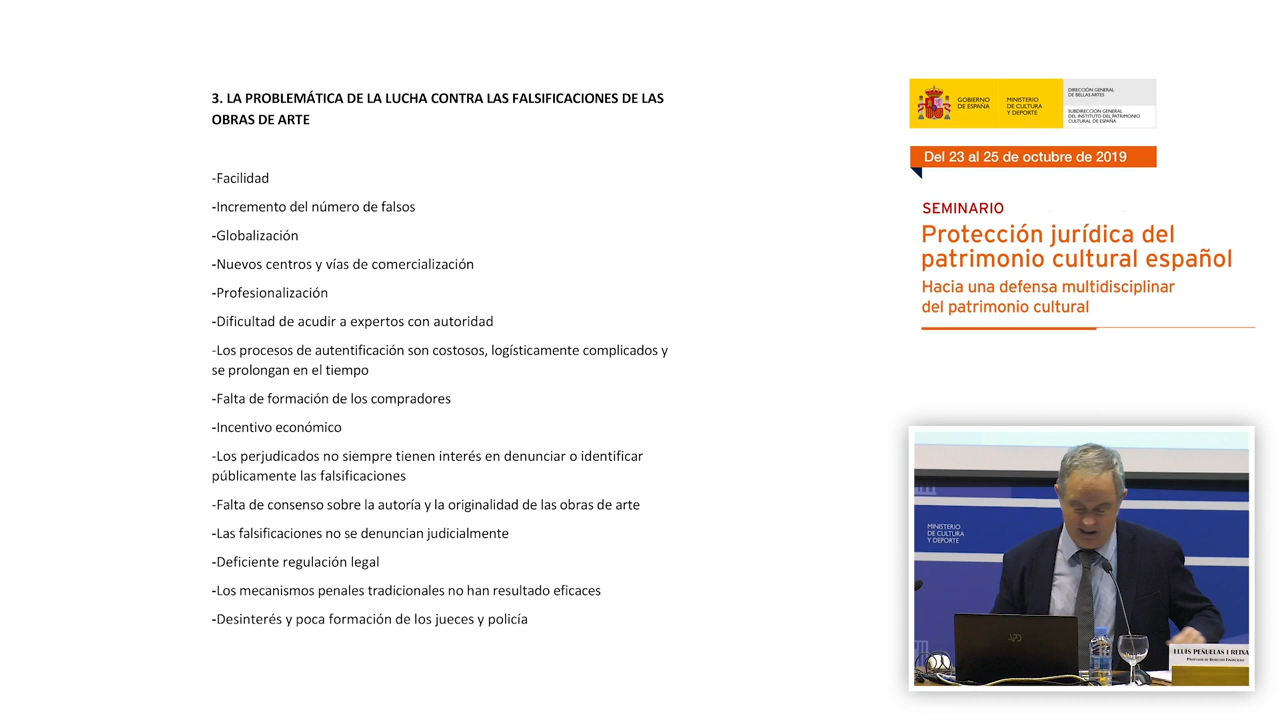 3. LA PROBLEMÁTICA DE LA LUCHA CONTRA LAS FALSIFICACIONES DE LAS
OBRAS DE ARTE
-Facilidad
-Incremento del número de falsos
-Globalización
-Nuevos centros y vías de comercialización
-Profesionalización
-Dificultad de acudir a expertos con autoridad
-Los procesos de autentificación son costosos, logísticamente complicados y
se prolongan en el tiempo
-Falta de formación de los compradores
-Incentivo económico
-Los perjudicados no siempre tienen interés en denunciar o identificar
públicamente las falsificaciones
-Falta de consenso sobre la autoría y la originalidad de las obras de arte
-Las falsificaciones no se denuncian judicialmente
-Deficiente regulación legal
-Los mecanismos penales tradicionales no han resultado eficaces
-Desinterés y poca formación de los jueces y policía
GOBIERNO
DE ESPAÑA
MINISTERIO
DE CULTURA
Y DEPORTE
DIRECCIÓN GENERAL
DE BELLAS ARTES
SUBDIRECCIÓN GENERAL
DEL INSTITUTO DEL PATRIMONIO
CULTURAL DE ESPAÑA
Del 23 al 25 de octubre de 2019
SEMINARIO
Protección jurídica del
patrimonio cultural español
Hacia una defensa multidisciplinar
del patrimonio cultural
MINISTERIO
DE CULTURA
Y DEPORTE
LLUÍS PEÑUELAS I REIXA
PROFESOR DE DERECHO FINANCIERO